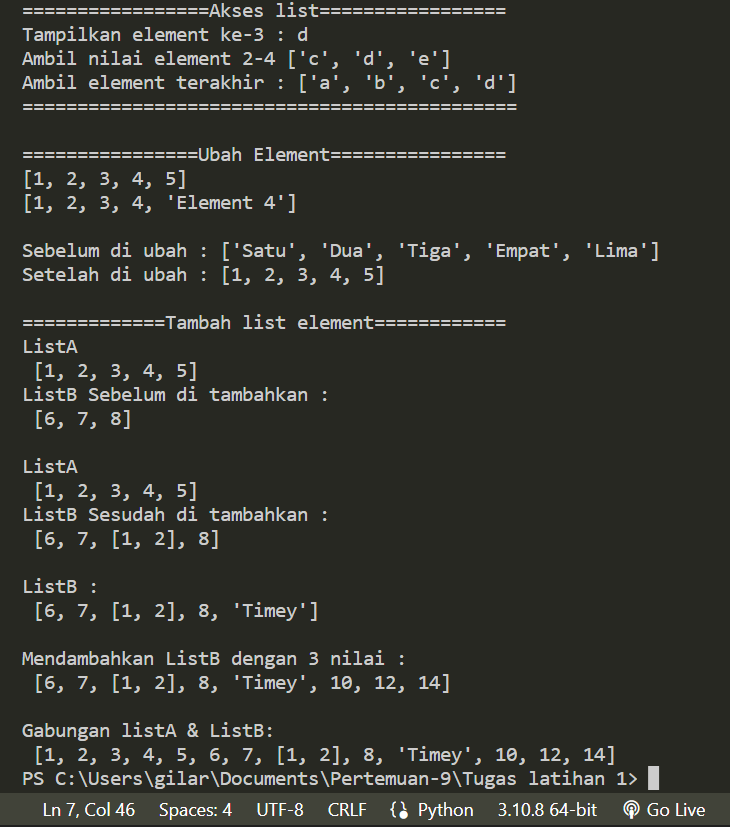 =================Akses list=================
Tampilkan element ke-3 : d
Ambil nilai element 2-4 ['c', 'd', 'e']
Ambil element terakhir : ['a', 'b', 'c', 'd']
=============================================
================Ubah Element================
[1, 2, 3, 4, 5]
[1, 2, 3, 4, 'Element 4']
Sebelum di ubah : ['Satu', 'Dua', 'Tiga', 'Empat', 'Lima']
Setelah di ubah : [1, 2, 3, 4, 5]
=============Tambah list element============
ListA
[1, 2, 3, 4, 5]
ListB Sebelum di tambahkan :
[6, 7, 8]
ListA
[1, 2, 3, 4, 5]
ListB Sesudah di tambahkan :
[6, 7, [1, 2], 8]
ListB :
[6, 7, [1, 2], 8, 'Timey']
Mendambahkan ListB dengan 3 nilai :
[6, 7, [1, 2], 8, 'Timey', 10, 12, 14]
Gabungan listA & ListB:
[1, 2, 3, 4, 5, 6, 7, [1, 2], 8, 'Timey', 10, 12, 14]
PS C:\Users\gilar\Documents\Pertemuan-9\Tugas latihan 1>
Ln 7, Col 46 Spaces: 4 UTF-8 CRLF Python 3.10.8 64-bit Go Live